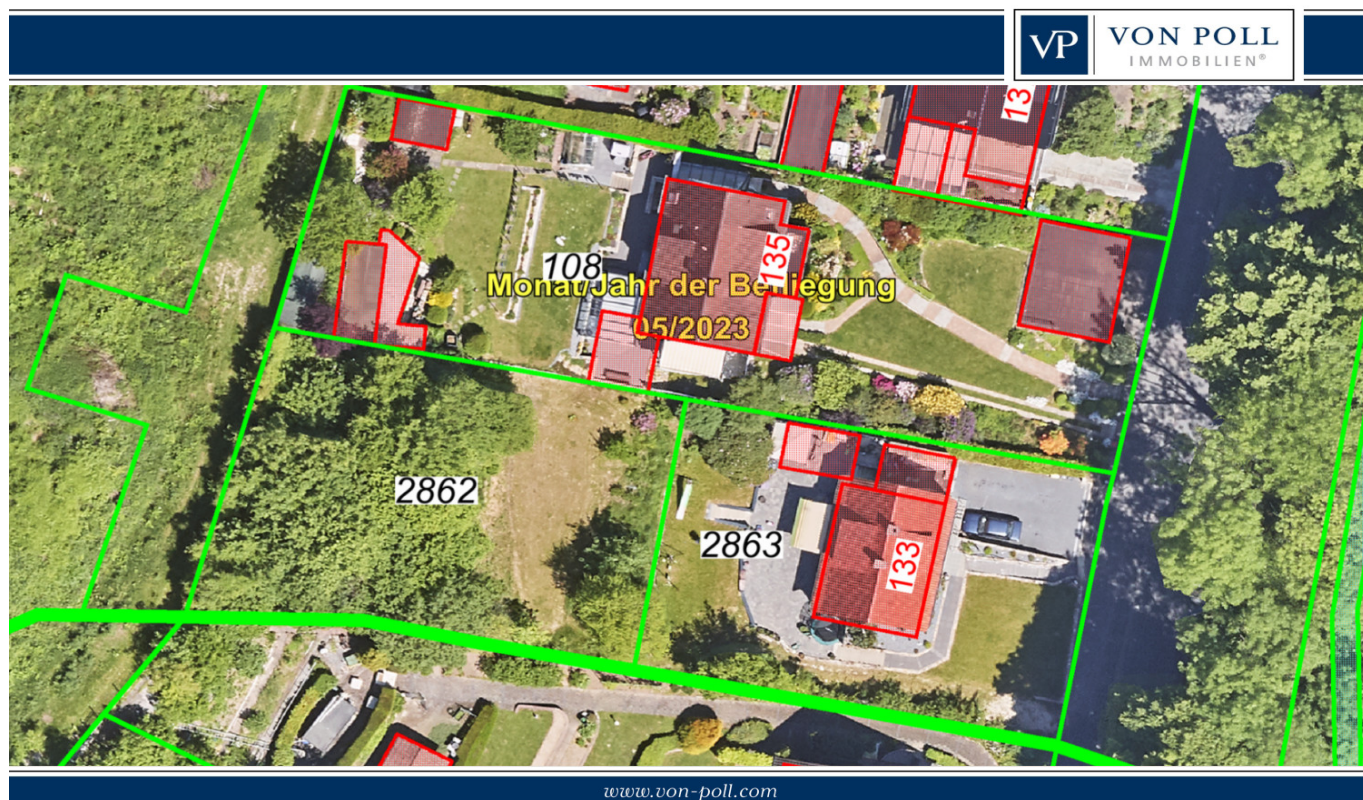 VP
VON POLL
IMMOBILIEN®
13
135
108
Monat/Jahr der Befliegung
05/2023
2862
2863
133
www.von-poll.com